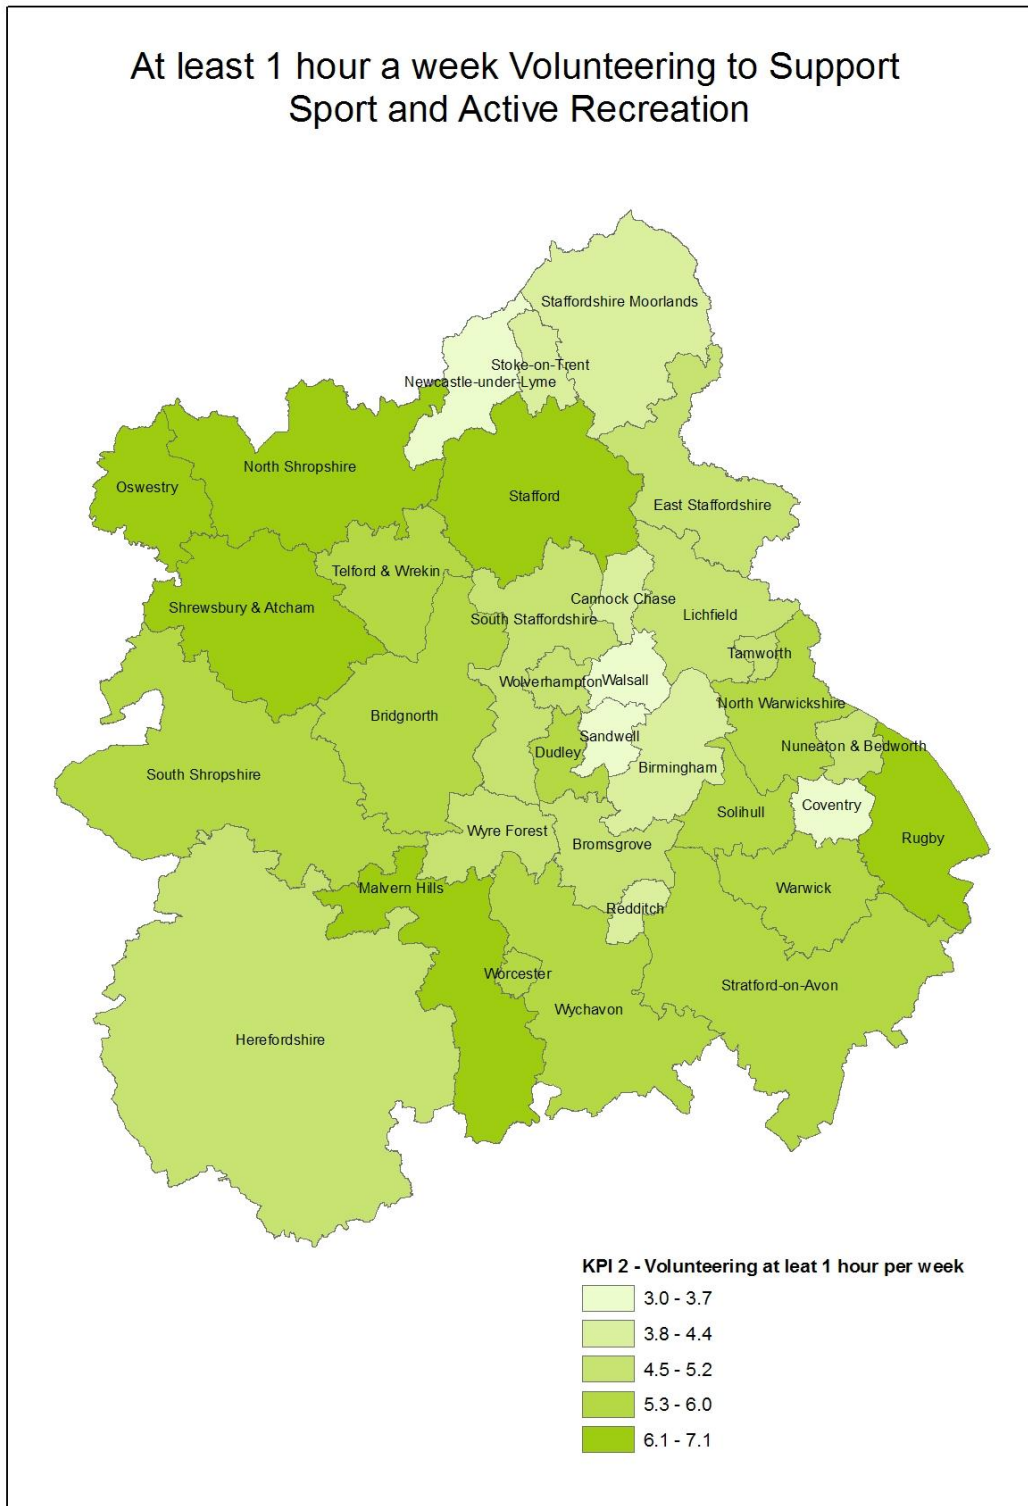 At least 1 hour a week Volunteering to Support
Sport and Active Recreation
Staffordshire Moorlands
Stoke-on-Trent
Newcastle-under-Lyme
North Shropshire
Oswestry
Stafford
East Staffordshire
Telford & Wrekin
Cannock Chase
Shrewsbury & Atcham
Lichfield
South Staffordshire
Tamworth
Wolverhampton
Walsall
North Warwickshire
Bridgnorth
Sandwell
Nuneaton & Bedworth
Dudley
Birmingham
South Shropshire
Coventry
Solihull
Wyre Forest
Rugby
Bromsgrove
Malvern Hills
Warwick
Redditch
Worcester
Stratford-on-Avon
Wychavon
Herefordshire
KPI 2 - Volunteering at leat 1 hour per week
3.0 - 3.7
3.8 - 4.4
4.5 - 5.2
5.3 - 6.0
6.1 - 7.1